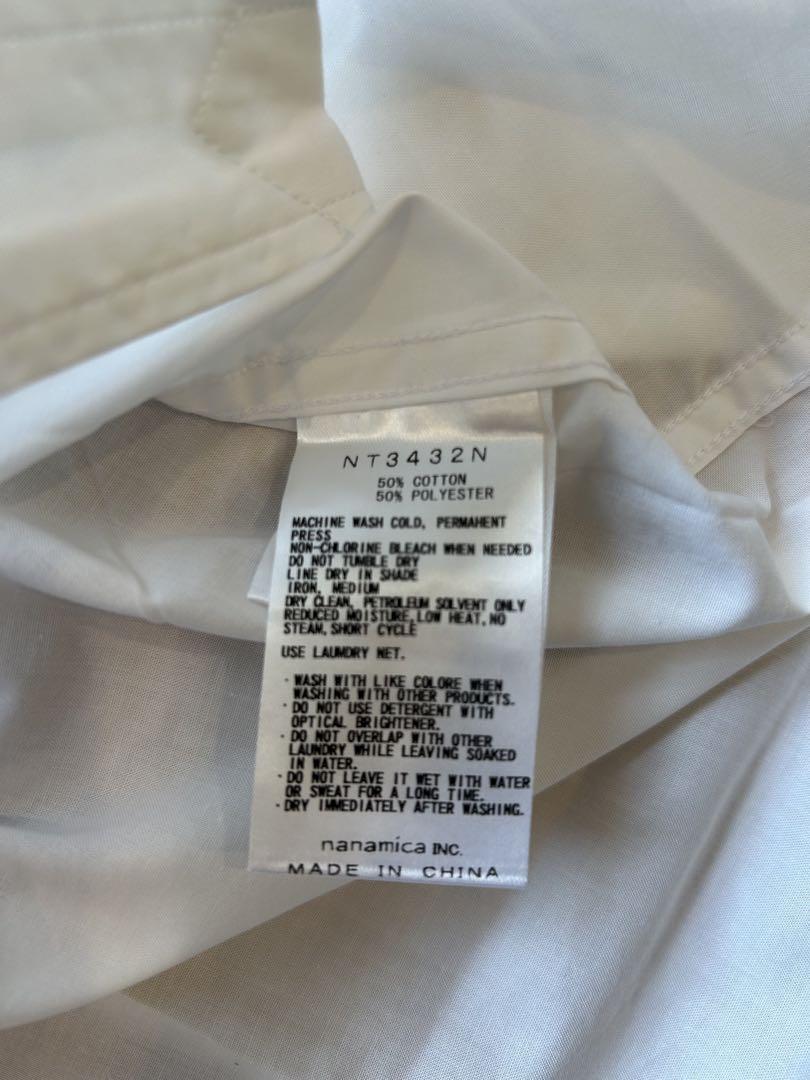 NT3432N
50% COTTON
50% POLYESTER
MACHINE WASH COLD, PERMAHENT
PRESS
NON-CHLORINE BLEACH WHEN NEEDED
DO NOT TUMBLE DRY
LINE DRY IN SHADE
IRON, MEDIUM
DRY CLEAN, PETROLEUM SOLVENT ONLY
REDUCED MOISTURE, LOW HEAT, NO
STEAM, SHORT CYCLE
USE LAUMDRY NET.
· WASH WITH LIKE COLORE WHEN
WASHING WITH OTHER PRODUCTS.
· DO NOT USE DETERGENT WITH
OPTICAL BRIGHTENER.
· DO NOT OVERLAP WITH OTHER
LAUNDRY WHILE LEAVING SOAKED
IN WATER.
· DO NOT LEAVE IT WET WITH WATER
OR SWEAT FOR A LONG TIME.
· DRY IMMEDIATELY AFTER WASHING.
nanamica INC.
MADE IN CHINA